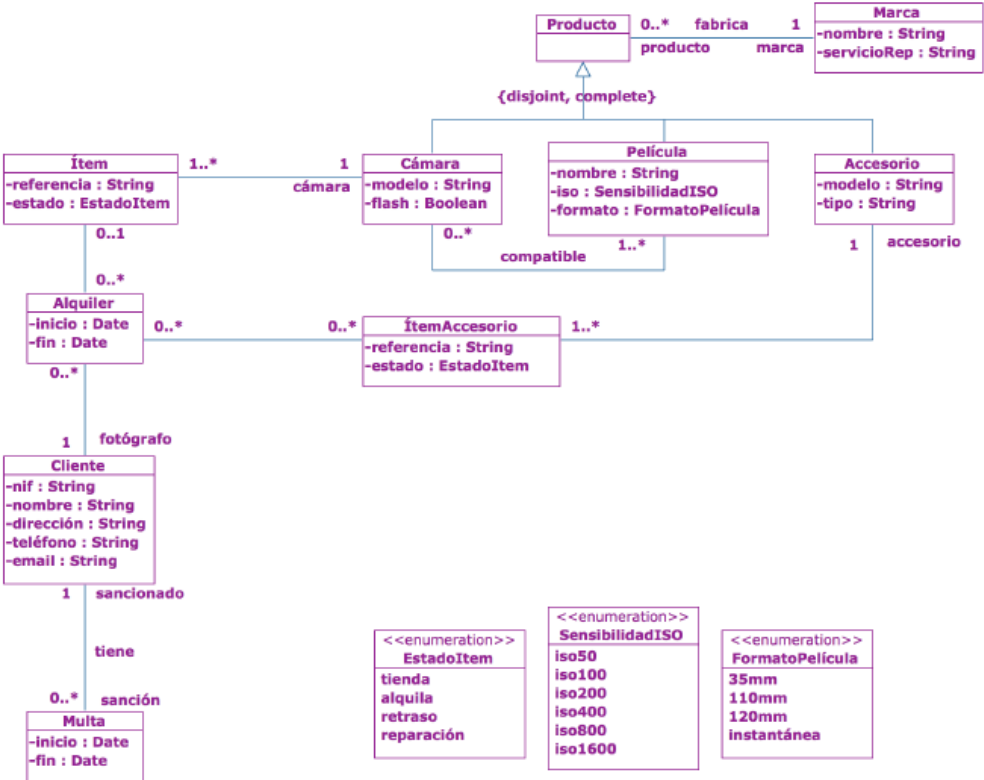 Producto
0..* fabrica 1
producto marca
Marca
-nombre : String
-servicioRep : String
{disjoint, complete}
Ítem
-referencia : String
-estado : EstadoItem
1..* 1
cámara
Cámara
-modelo : String
-flash : Boolean
Película
-nombre : String
-iso : SensibilidadISO
-formato : FormatoPelícula
Accesorio
-modelo : String
-tipo : String
0..1
0..*
0..* 1..*
compatible
1 accesorio
Alquiler
-inicio : Date
-fin : Date
0..* 0..*
ÍtemAccesorio
-referencia : String
-estado : EstadoItem
1..*
0..*
1 fotógrafo
Cliente
-nif : String
-nombre : String
-dirección : String
-teléfono : String
-email : String
1 sancionado
tiene
0..* sanción
Multa
-inicio : Date
-fin : Date
<<enumeration>>
EstadoItem
tienda
alquila
retraso
reparación
<<enumeration>>
SensibilidadISO
iso50
iso100
iso200
iso400
iso800
iso1600
<<enumeration>>
FormatoPelícula
35mm
110mm
120mm
instantánea